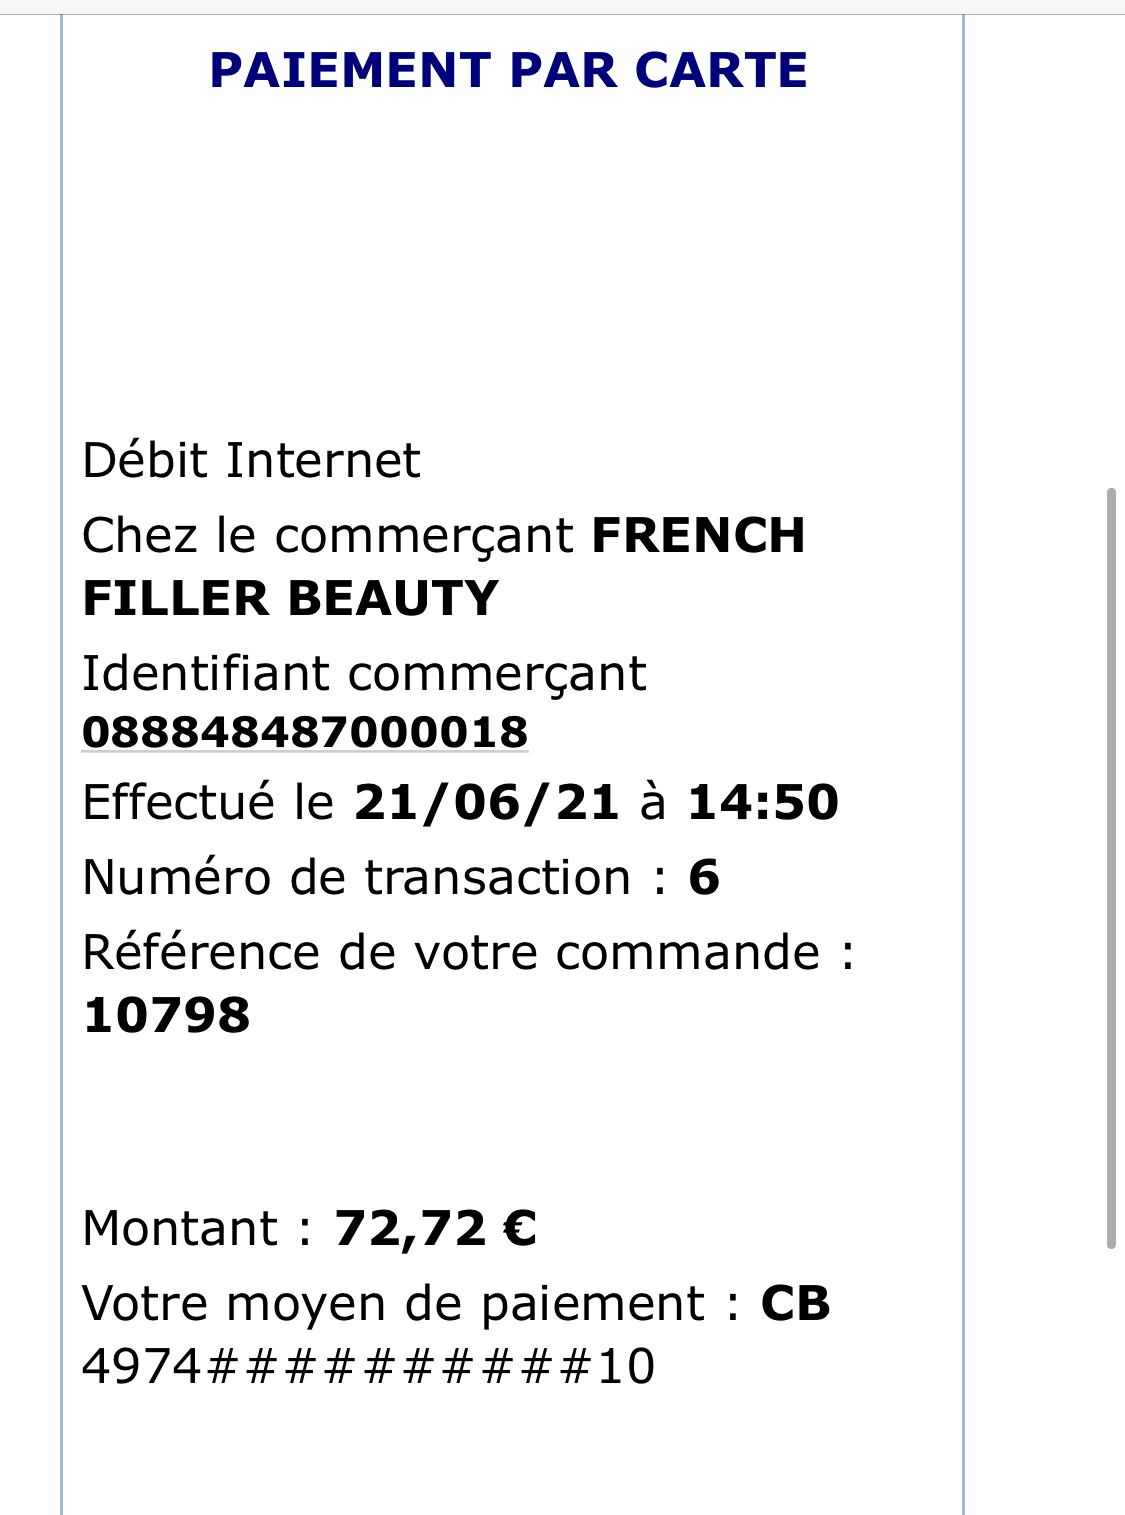 PAIEMENT PAR CARTE
Débit Internet
Chez le commerçant FRENCH
FILLER BEAUTY
Identifiant commerçant
088848487000018
Effectué le 21/06/21 à 14:50
Numéro de transaction : 6
Référence de votre commande :
10798
Montant : 72,72 €
Votre moyen de paiement : CB
4974##########10